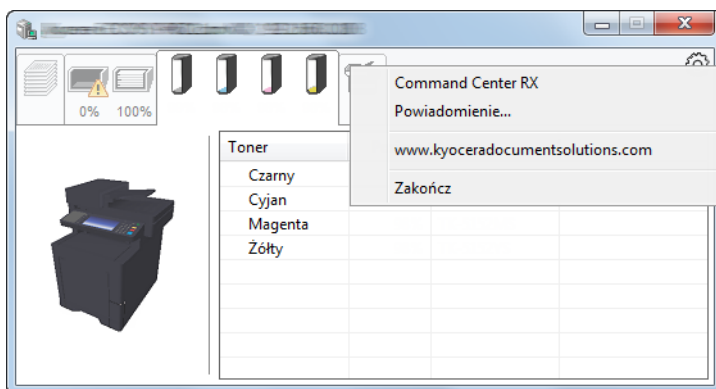 0% 100%
Command Center RX
Powiadomienie...
www.kyoceradocumentsolutions.com
Zakończ
Toner
Czarny
Cyjan
Magenta
Żółty